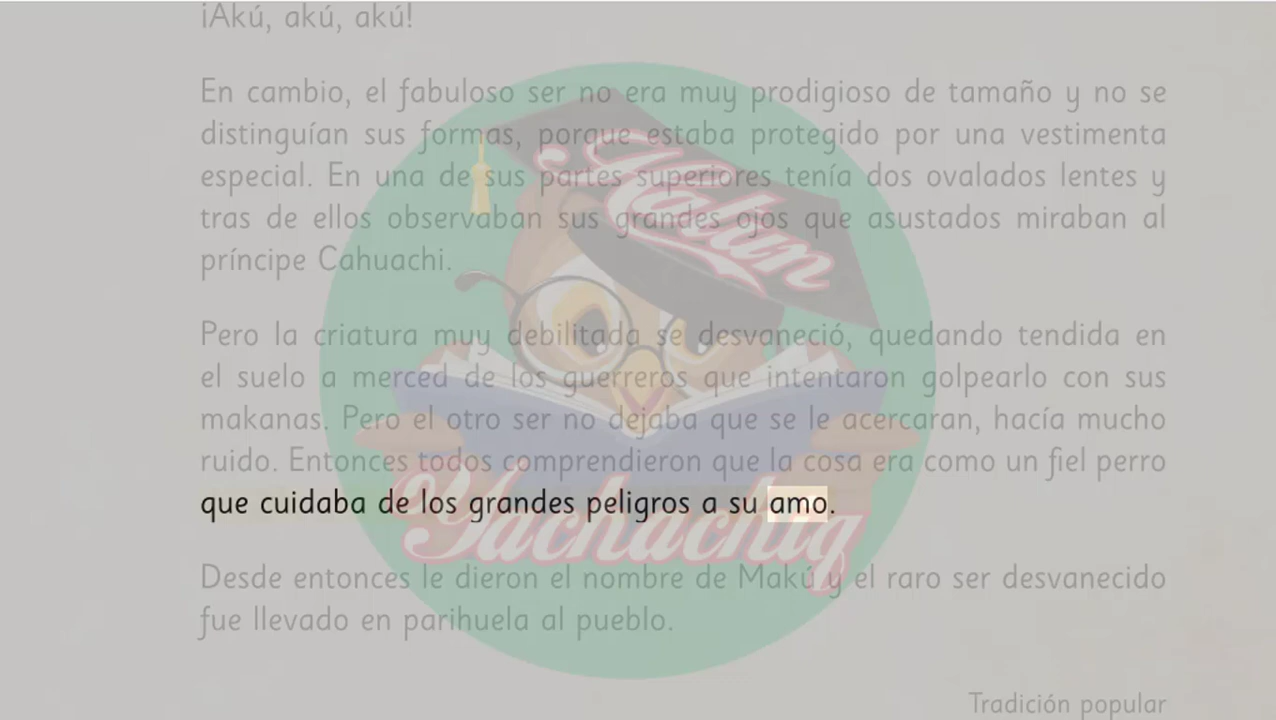 ¡Akú, akú, akú!
En cambio, el fabuloso ser no era muy prodigioso de tamaño y no se
distinguían sus formas, porque estaba protegido por una vestimenta
especial. En una de sus partes superiores tenía dos ovalados lentes y
tras de ellos observaban sus grandes ojos que asustados miraban al
príncipe Cahuachi.
Pero la criatura muy debilitada se desvaneció, quedando tendida en
el suelo a merced de los guerreros que intentaron golpearlo con sus
makanas. Pero el otro ser no dejaba que se le acercaran, hacía mucho
ruido. Entonces todos comprendieron que la cosa era como un fiel perro
que cuidaba de los grandes peligros a su amo.
Desde entonces le dieron el nombre de Makú y el raro ser desvanecido
fue llevado en parihuela al pueblo.
Tradición popular
Yachachiq